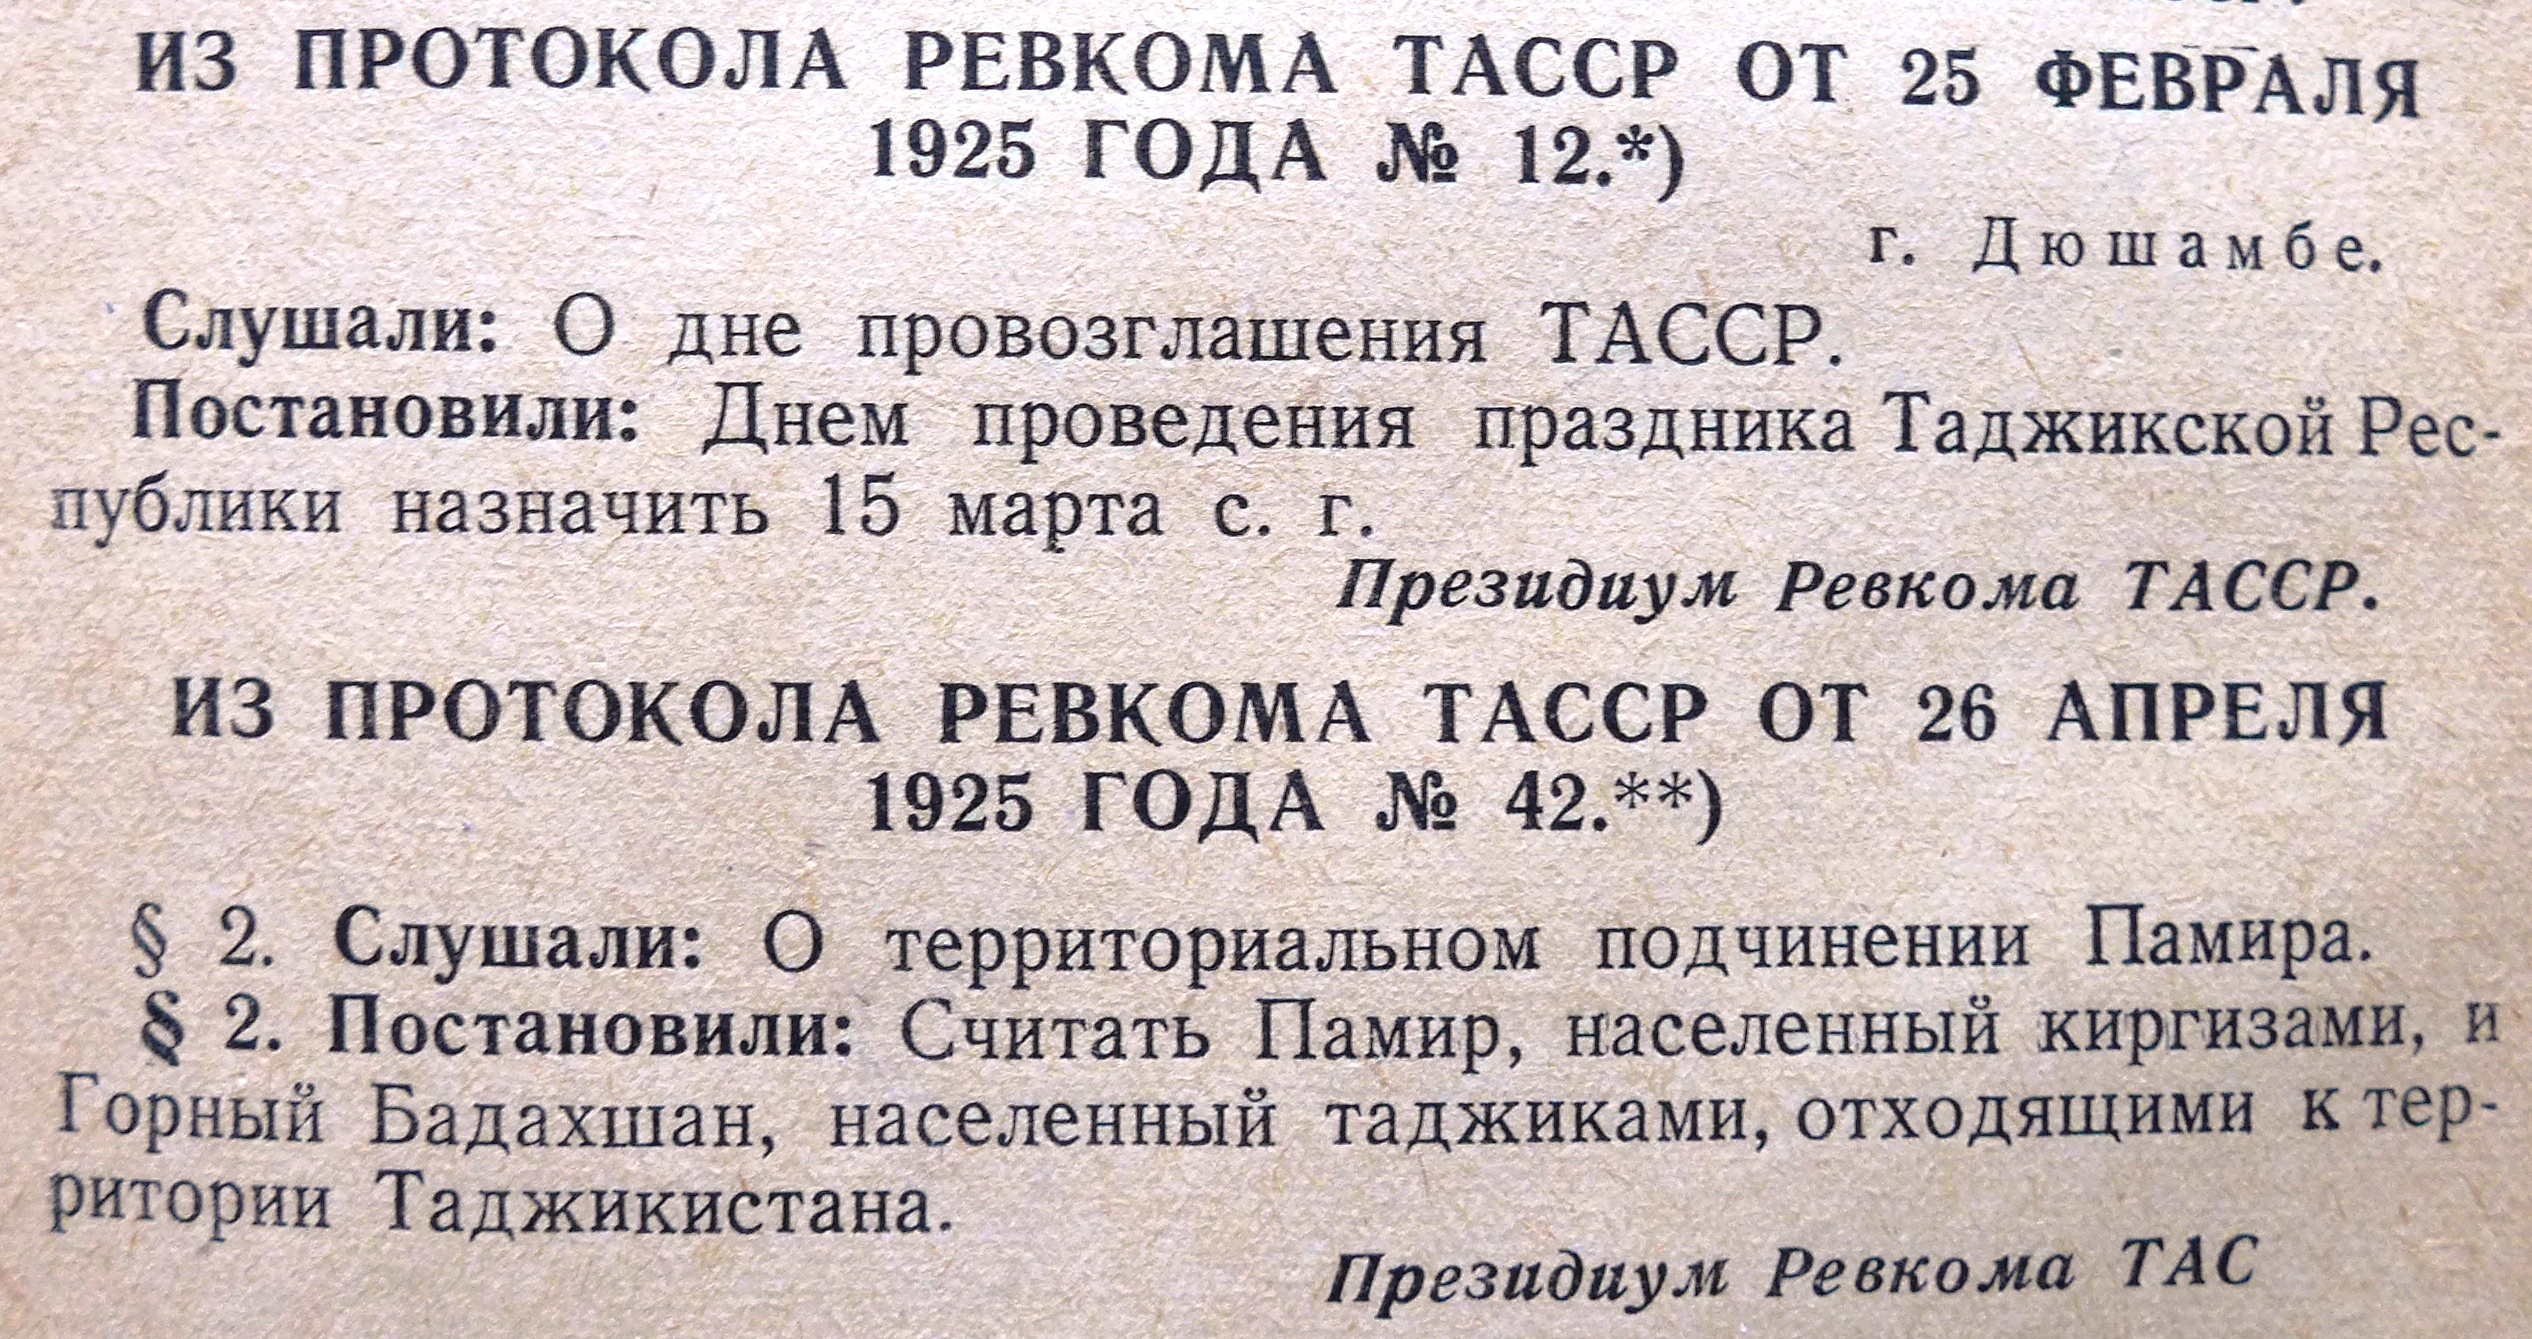 ИЗ ПРОТОКОЛА РЕВКОМА ТАССР ОТ 25 ФЕВРАЛЯ
1925 ГОДА № 12.*)
г. Дюшамбе.
Слушали: О дне провозглашения ТАССР.
Постановили: Днем проведения праздника Таджикской Рес-
публики назначить 15 марта с. г.
Президиум Ревкома ТАССР.
ИЗ ПРОТОКОЛА РЕВКОМА ТАССР ОТ 26 АПРЕЛЯ
1925 ГОДА № 42.**)
§ 2. Слушали: О территориальном подчинении Памира.
§ 2. Постановили: Считать Памир, населенный киргизами, и
Горный Бадахшан, населенный таджиками, отходящими к тер-
ритории Таджикистана.
Президиум Ревкома ТАС